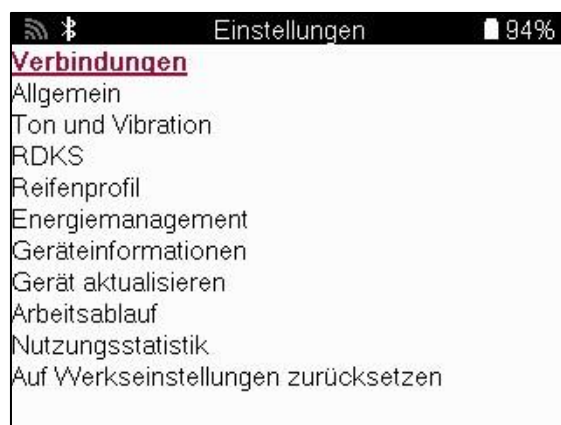 Einstellungen 94%
Verbindungen
Allgemein
Ton und Vibration
RDKS
Reifenprofil
Energiemanagement
Geräteinformationen
Gerät aktualisieren
Arbeitsablauf
Nutzungsstatistik
Auf Werkseinstellungen zurücksetzen